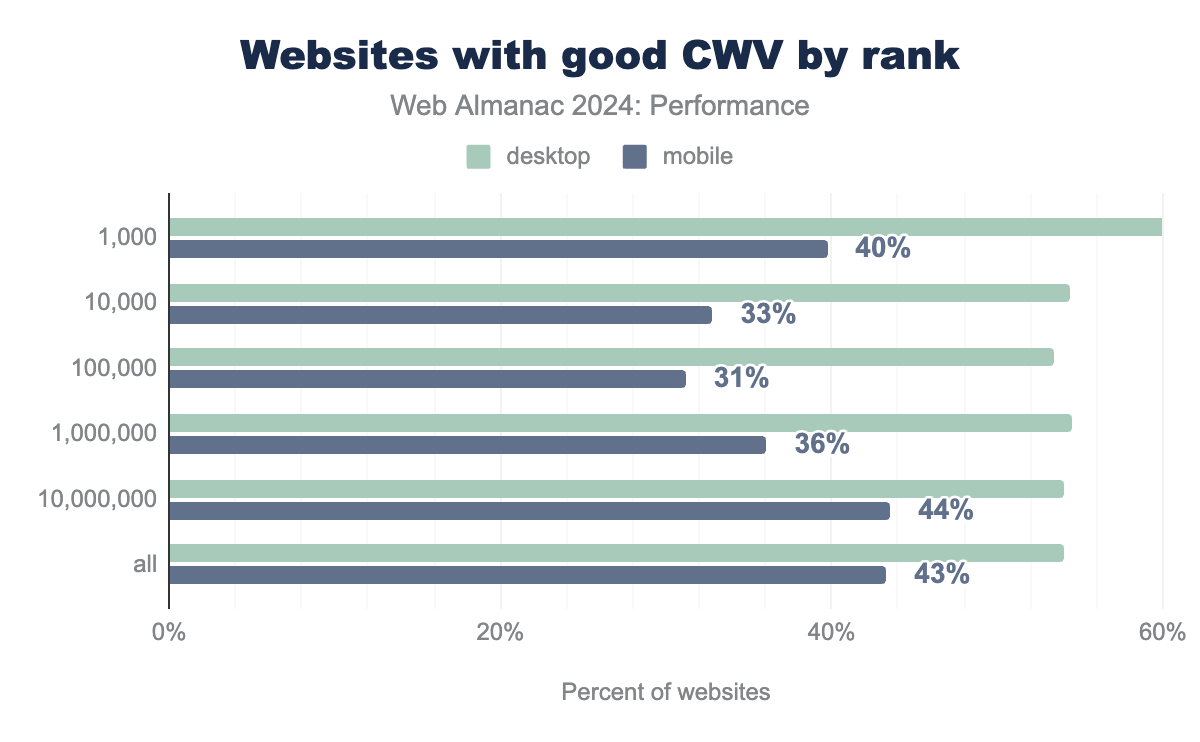 Websites with good CWV by rank
Web Almanac 2024: Performance
desktop mobile
1,000 40%
10,000 33%
100,000 31%
1,000,000 36%
10,000,000 44%
all 43%
0% 20% 40% 60%
Percent of websites